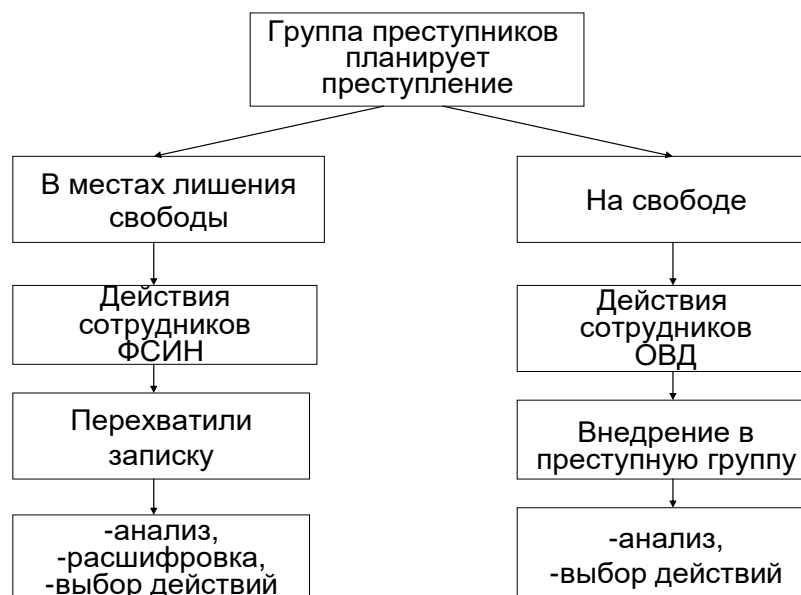 Группа преступников
планирует
преступление
В местах лишения
свободы
На свободе
Действия
сотрудников
ФСИН
Действия
сотрудников
ОВД
Перехватили
записку
Внедрение в
преступную группу
-анализ,
-расшифровка,
-выбор действий
-анализ,
-выбор действий